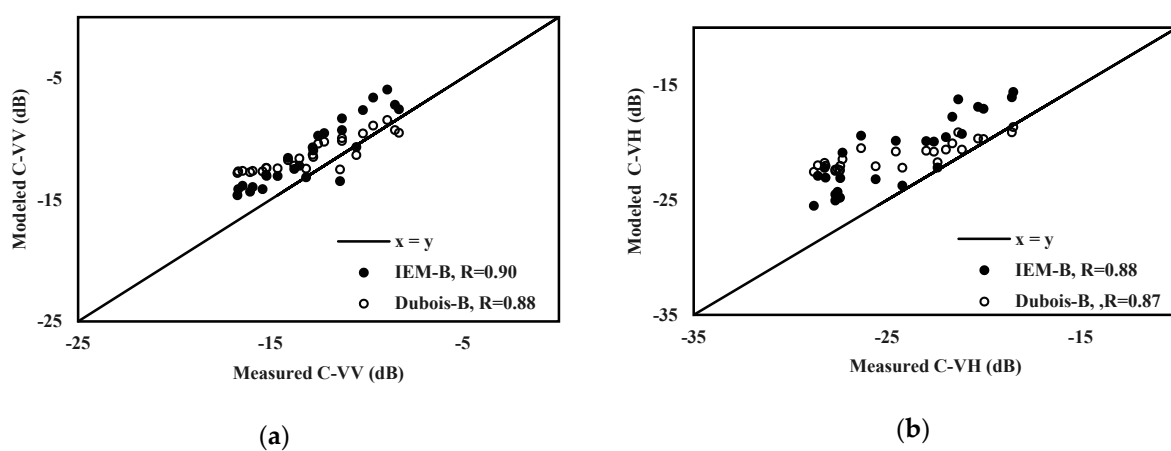 -5
-15
-25
Modeled C-VV (dB)
x = y
IEM-B, R=0.90
Dubois-B, R=0.88
-25
-15
-5
Measured C-VV (dB)
(a)
-15
-25
-35
Modeled C-VH (dB)
x = y
IEM-B, R=0.88
Dubois-B, ,R=0.87
-35
-25
-15
Measured C-VH (dB)
(b)